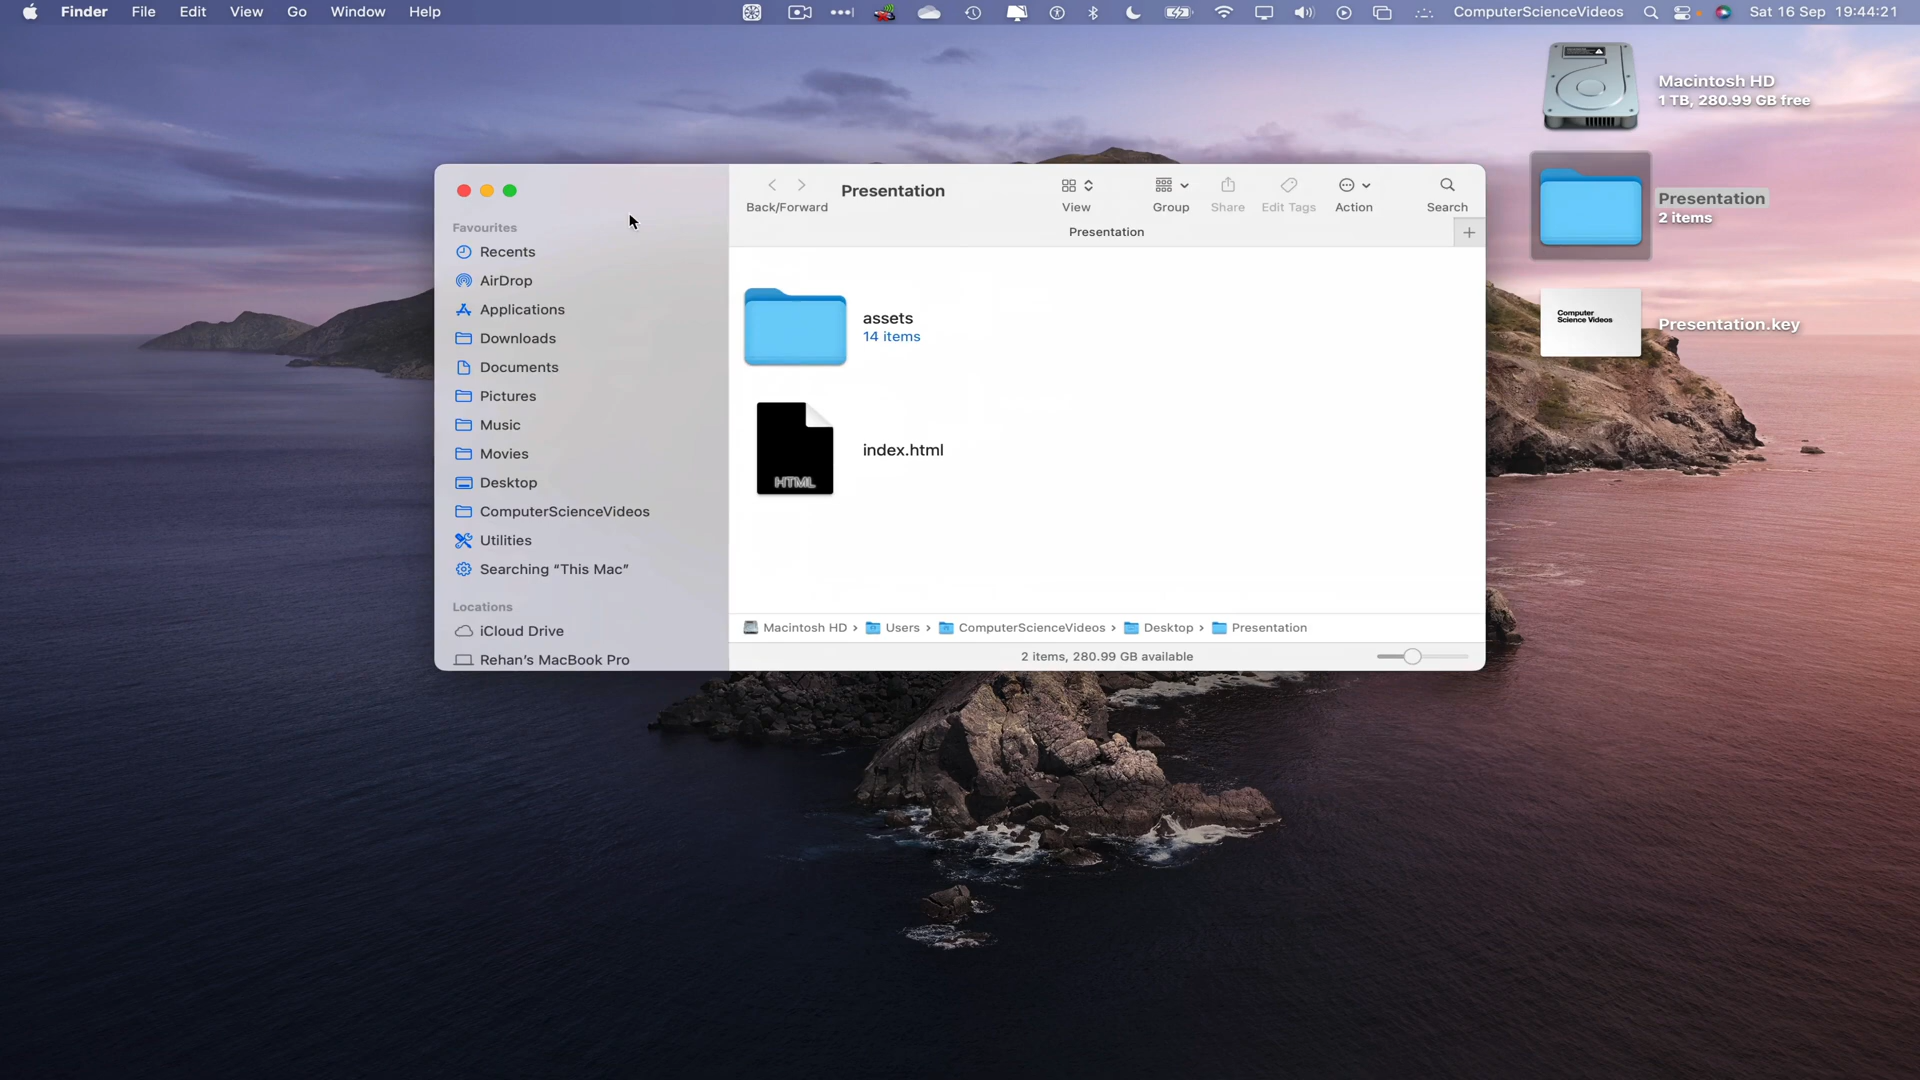 Finder File Edit View Go Window Help
ComputerScienceVideos Sat 16 Sep 19:44:21
Macintosh HD
1 TB, 280.99 GB free
Presentation
2 items
Computer
Science Videos
Presentation.key
Presentation
Back/Forward View Group Share Edit Tags Action Search
Presentation
Favourites
Recents
AirDrop
Applications
Downloads
Documents
Pictures
Music
Movies
Desktop
ComputerScienceVideos
Utilities
Searching “This Mac”
Locations
iCloud Drive
Rehan’s MacBook Pro
assets
14 items
HTML
index.html
Macintosh HD › Users › ComputerScienceVideos › Desktop › Presentation
2 items, 280.99 GB available